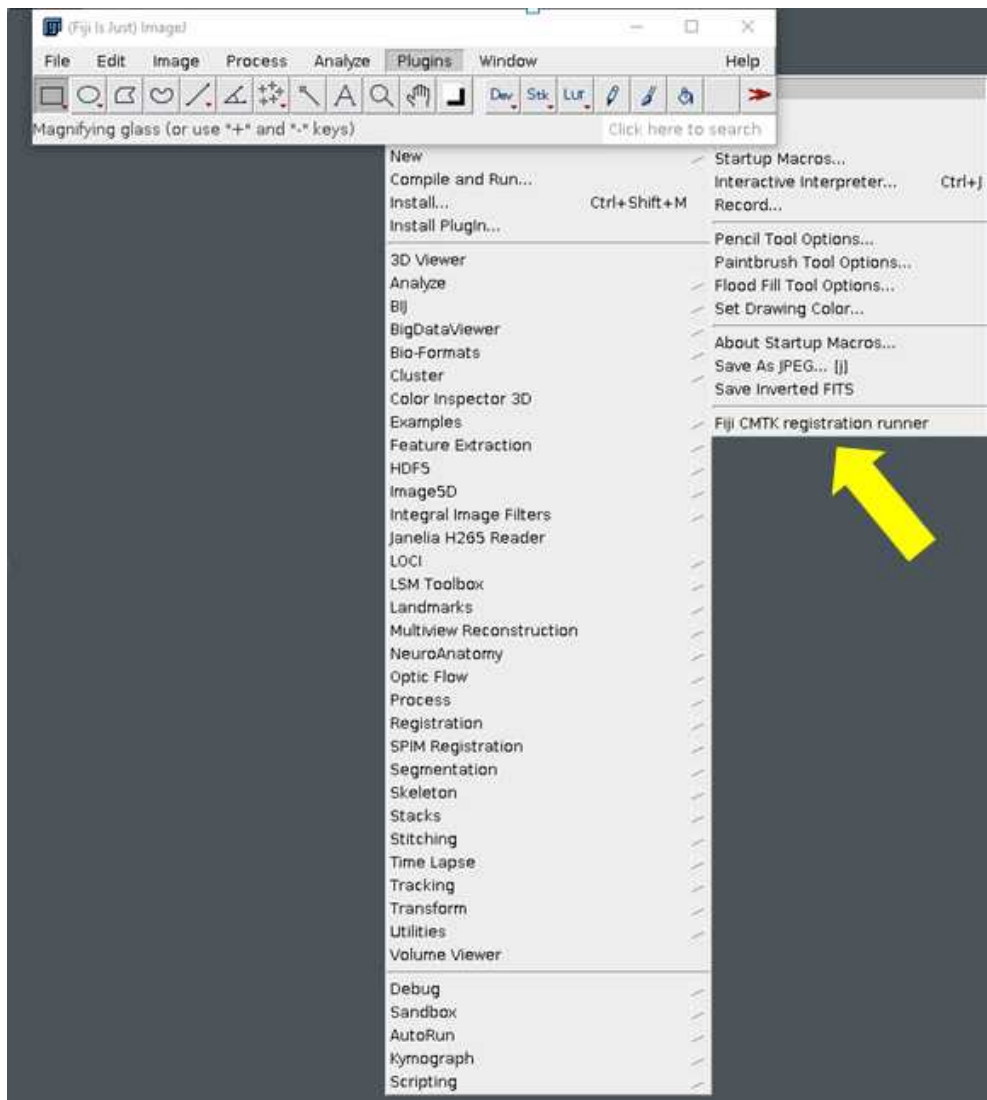 (Fiji Is Just) ImageJ
File Edit Image Process Analyze Plugins Window Help
Dev Stk LUT
Magnifying glass (or use "+" and "-" keys)
Click here to search
New
Compile and Run...
Install... Ctrl+Shift+M
Install PlugIn...
3D Viewer
Analyze
BIJ
BigDataViewer
Bio-Formats
Cluster
Color Inspector 3D
Examples
Feature Extraction
HDF5
Image5D
Integral Image Filters
Janelia H265 Reader
LOCI
LSM Toolbox
Landmarks
Multiview Reconstruction
NeuroAnatomy
Optic Flow
Process
Registration
SPIM Registration
Segmentation
Skeleton
Stacks
Stitching
Time Lapse
Tracking
Transform
Utilities
Volume Viewer
Debug
Sandbox
AutoRun
Kymograph
Scripting
Startup Macros...
Interactive Interpreter... Ctrl+J
Record...
Pencil Tool Options...
Paintbrush Tool Options...
Flood Fill Tool Options...
Set Drawing Color...
About Startup Macros...
Save As JPEG... [j]
Save Inverted FITS
Fiji CMTK registration runner